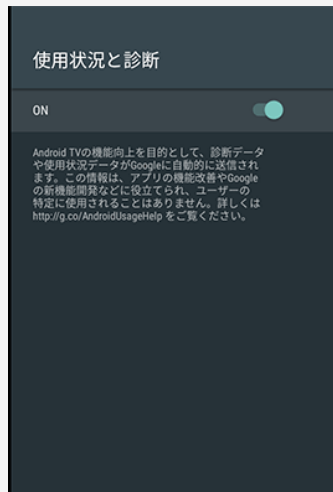 使用状況と診断
ON
Android TVの機能向上を目的として、診断データ
や使用状況データがGoogleに自動的に送信され
ます。この情報は、アプリの機能改善やGoogle
の新機能開発などに役立てられ、ユーザーの
特定に使用されることはありません。詳しくは
http://g.co/AndroidUsageHelp をご覧ください。